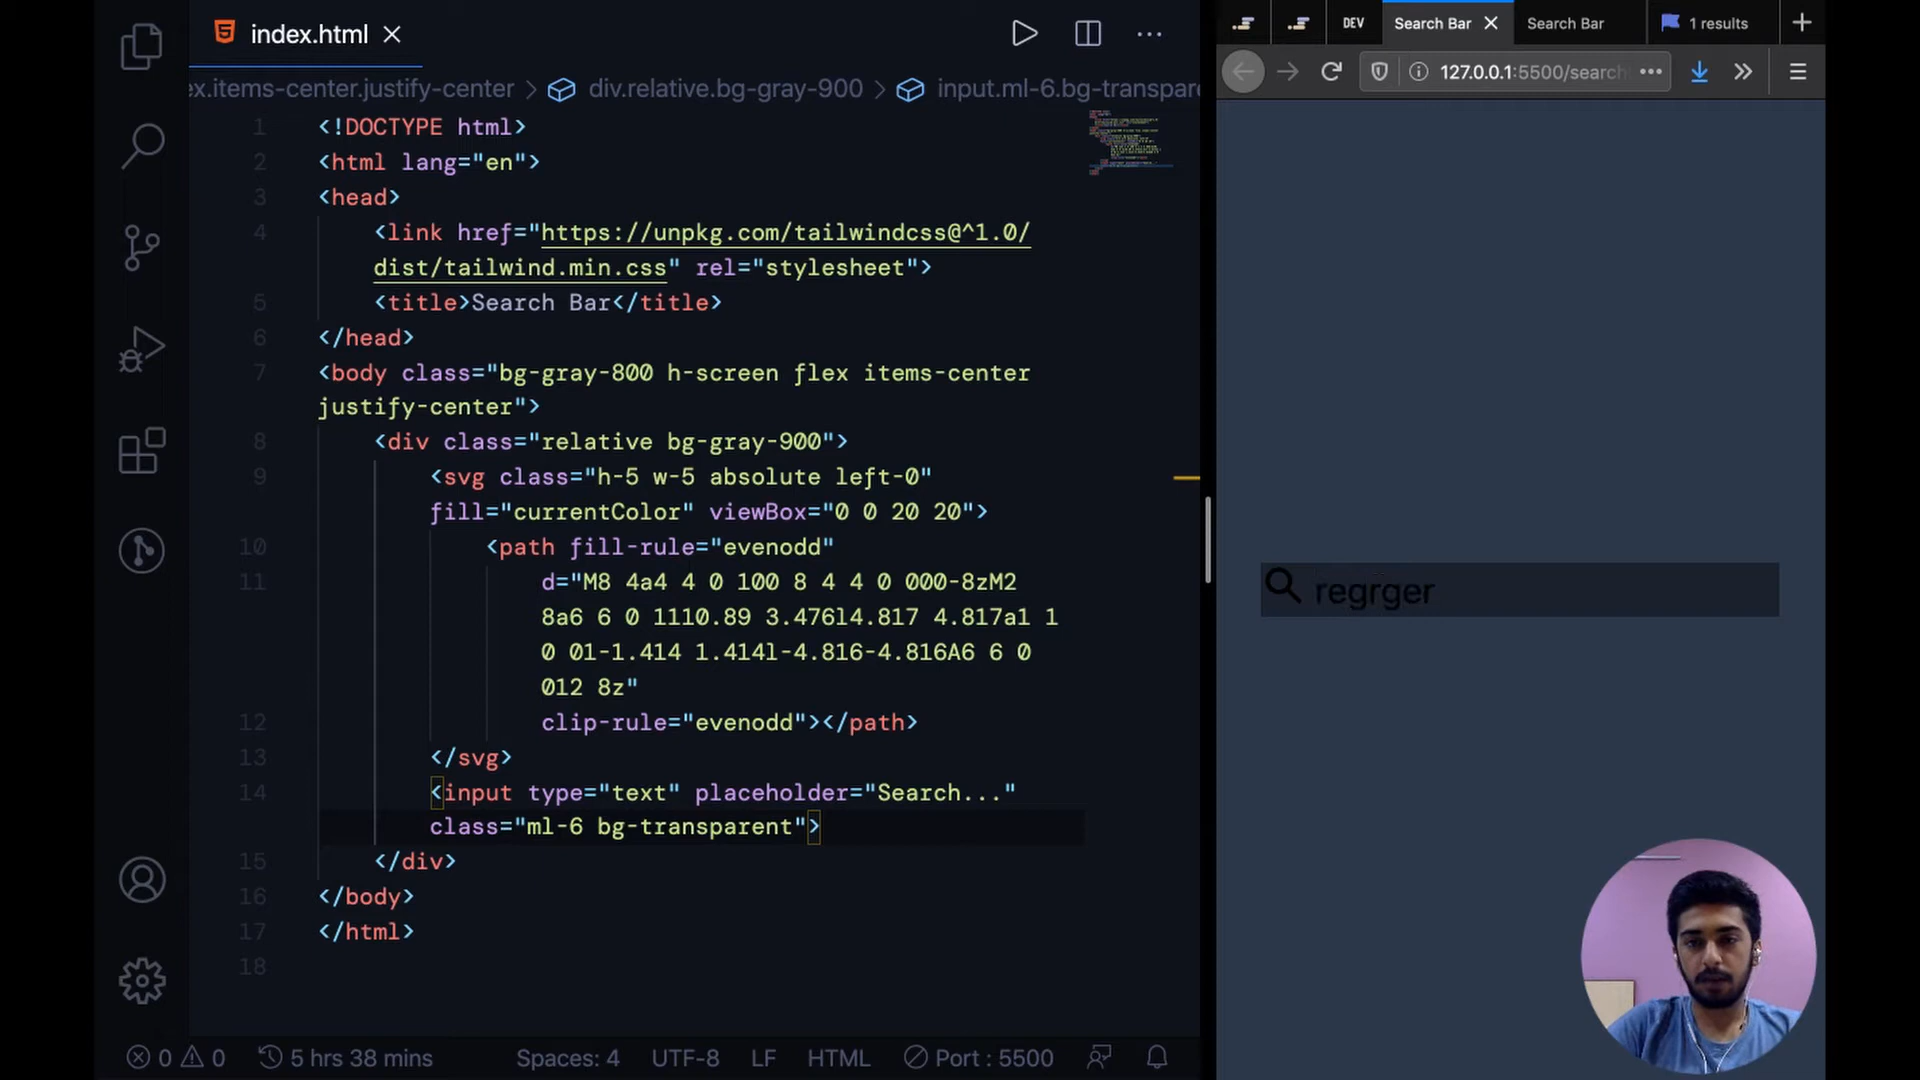 index.html
ex.items-center.justify-center > div.relative.bg-gray-900 > input.ml-6.bg-transpare
1 <!DOCTYPE html>
2 <html lang="en">
3 <head>
4 <link href="https://unpkg.com/tailwindcss@^1.0/
dist/tailwind.min.css" rel="stylesheet">
5 <title>Search Bar</title>
6 </head>
7 <body class="bg-gray-800 h-screen flex items-center
justify-center">
8 <div class="relative bg-gray-900">
9 <svg class="h-5 w-5 absolute left-0"
fill="currentColor" viewBox="0 0 20 20">
10 <path fill-rule="evenodd"
11 d="M8 4a4 4 0 100 8 4 4 0 000-8zM2
8a6 6 0 1110.89 3.476l4.817 4.817a1 1
0 01-1.414 1.414l-4.816-4.816A6 6 0
012 8z"
12 clip-rule="evenodd"></path>
13 </svg>
14 <input type="text" placeholder="Search..."
class="ml-6 bg-transparent">
15 </div>
16 </body>
17 </html>
18
0 0 5 hrs 38 mins Spaces: 4 UTF-8 LF HTML Port : 5500
DEV Search Bar Search Bar 1 results
127.0.0.1:5500/search
regrger